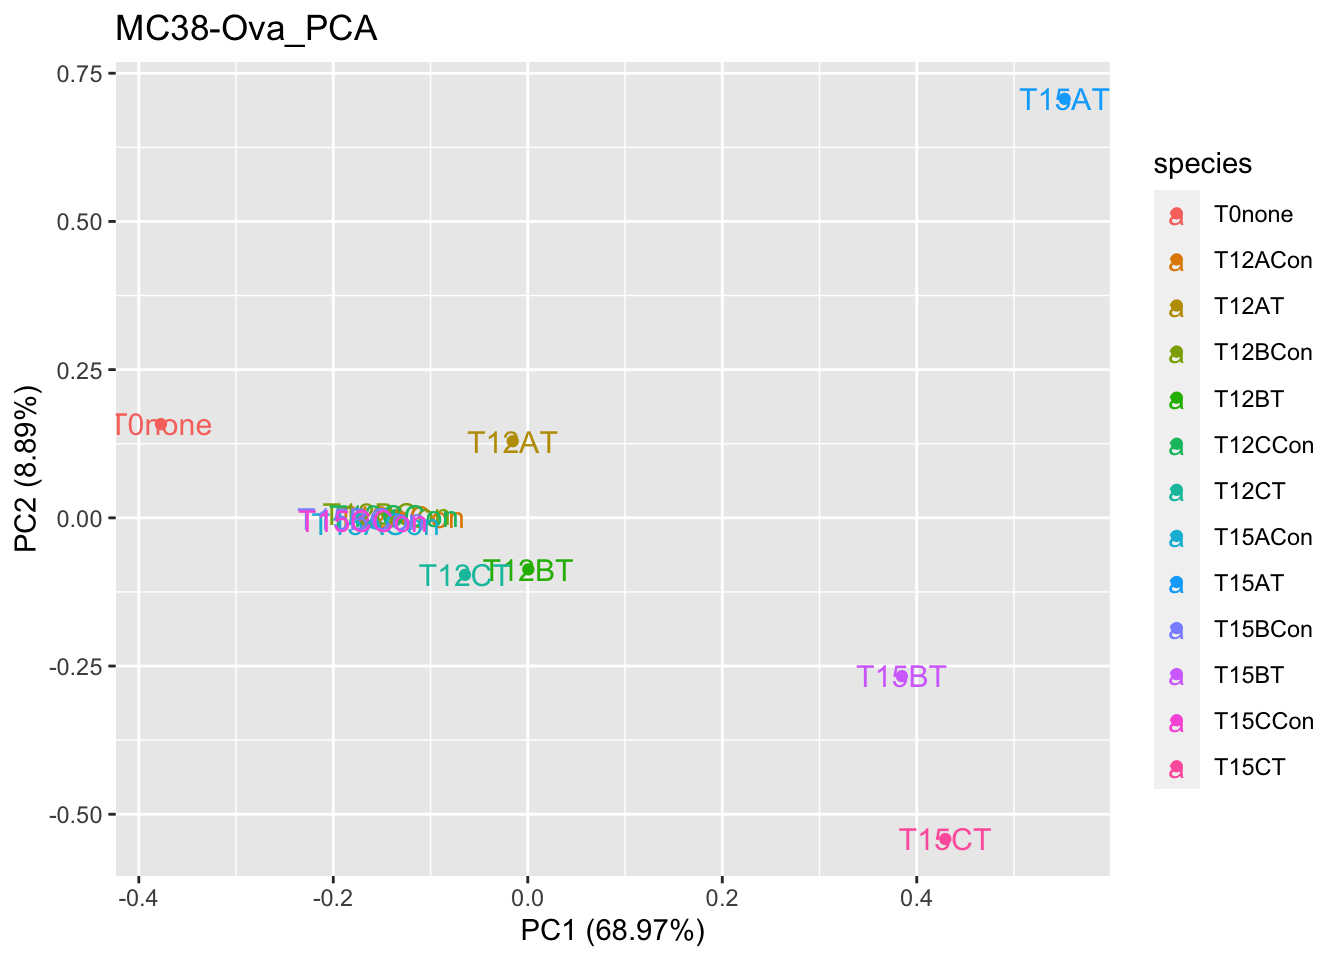 MC38-Ova_PCA
0.75
0.50
0.25
0.00
-0.25
-0.50
PC2 (8.89%)
T15AT
T0none
T12AT
T12CT
T12BT
T15BT
T15CT
-0.4
-0.2
0.0
0.2
0.4
PC1 (68.97%)
species
a T0none
a T12ACon
a T12AT
a T12BCon
a T12BT
a T12CCon
a T12CT
a T15ACon
a T15AT
a T15BCon
a T15BT
a T15CCon
a T15CT